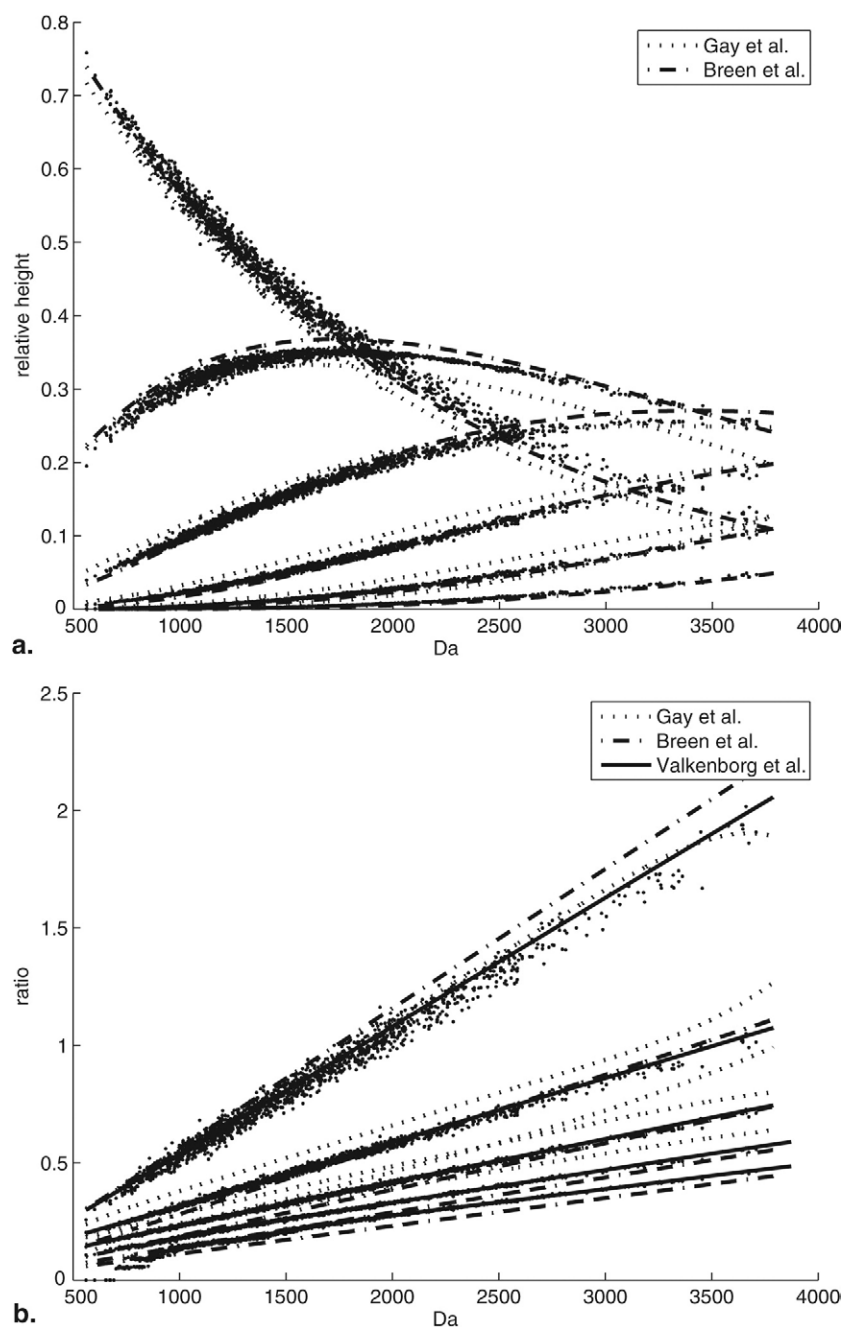 0.8
Gay et al.
Breen et al.
0.7
0.6
0.5
relative height
0.4
0.3
0.2
0.1
0
500 1000 1500 2000 2500 3000 3500 4000
a.
Da
2.5
Gay et al.
Breen et al.
Valkenborg et al.
2
1.5
ratio
1
0.5
0
500 1000 1500 2000 2500 3000 3500 4000
b.
Da